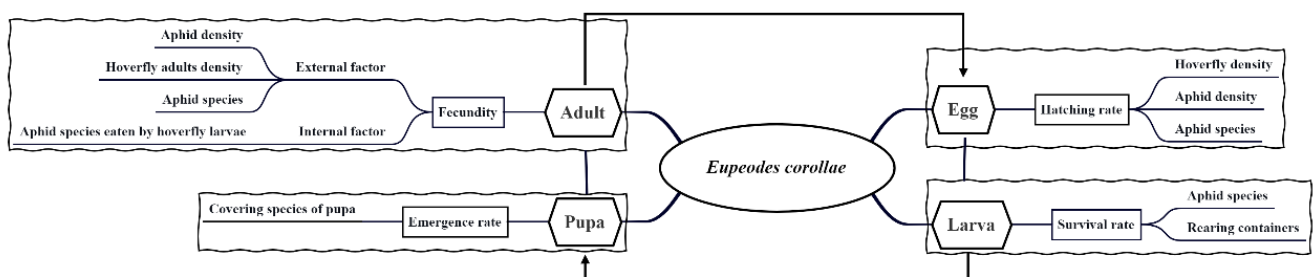 Aphid density
Hoverfly adults density
External factor
Aphid species
Fecundity
Adult
Aphid species eaten by hoverfly larvae
Internal factor
Covering species of pupa
Emergence rate
Pupa
Eupeodes corollae
Egg
Hatching rate
Hoverfly density
Aphid density
Aphid species
Larva
Survival rate
Aphid species
Rearing containers